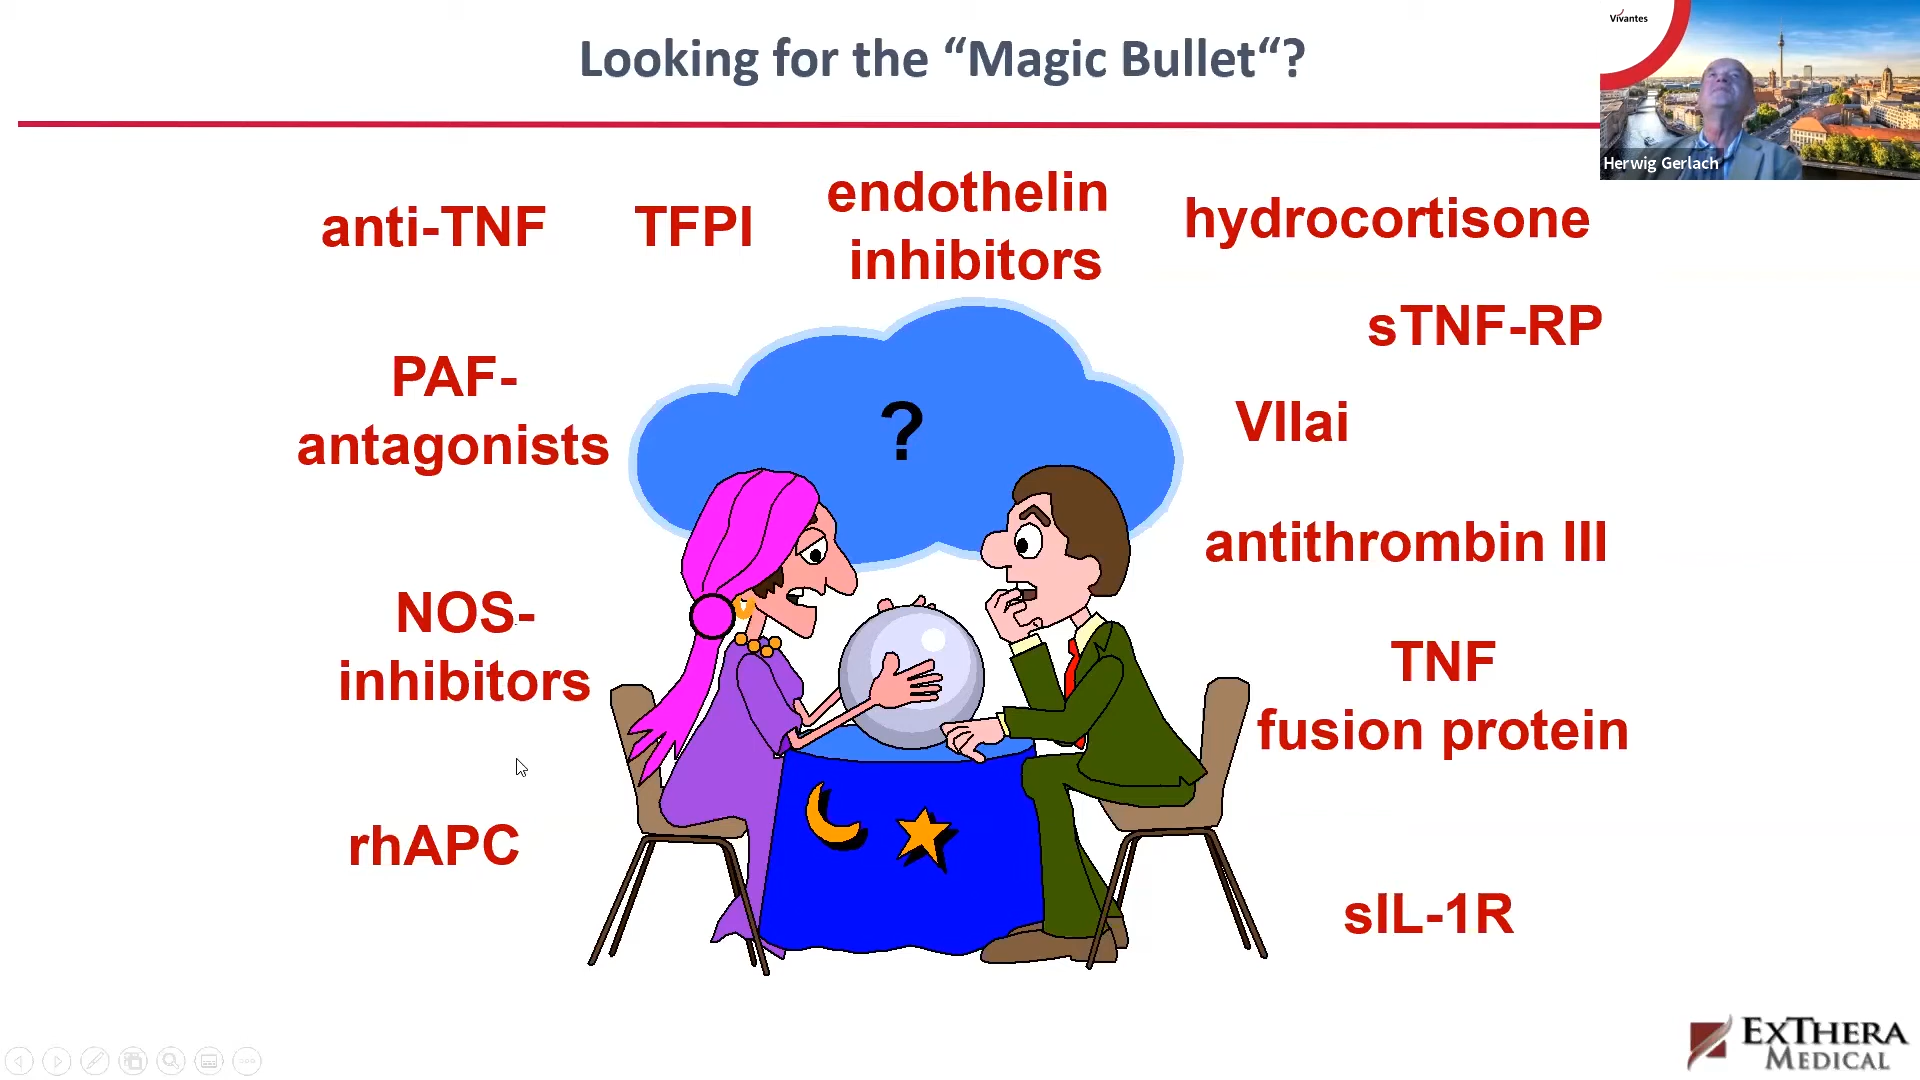 Looking for the “Magic Bullet“?
Vivantes
Herwig Gerlach
anti-TNF
TFPI
endothelin
inhibitors
hydrocortisone
sTNF-RP
PAF-
antagonists
?
VIIai
antithrombin III
NOS-
inhibitors
TNF
fusion protein
rhAPC
sIL-1R
EXTHERA
MEDICAL